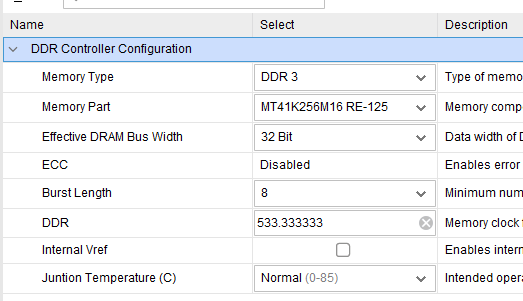 Name Select Description
DDR Controller Configuration
Memory Type DDR 3 Type of memo
Memory Part MT41K256M16 RE-125 Memory comp
Effective DRAM Bus Width 32 Bit Data width of D
ECC Disabled Enables error
Burst Length 8 Minimum num
DDR 533.333333 Memory clock f
Internal Vref Enables intern
Juntion Temperature (C) Normal (0-85) Intended opera